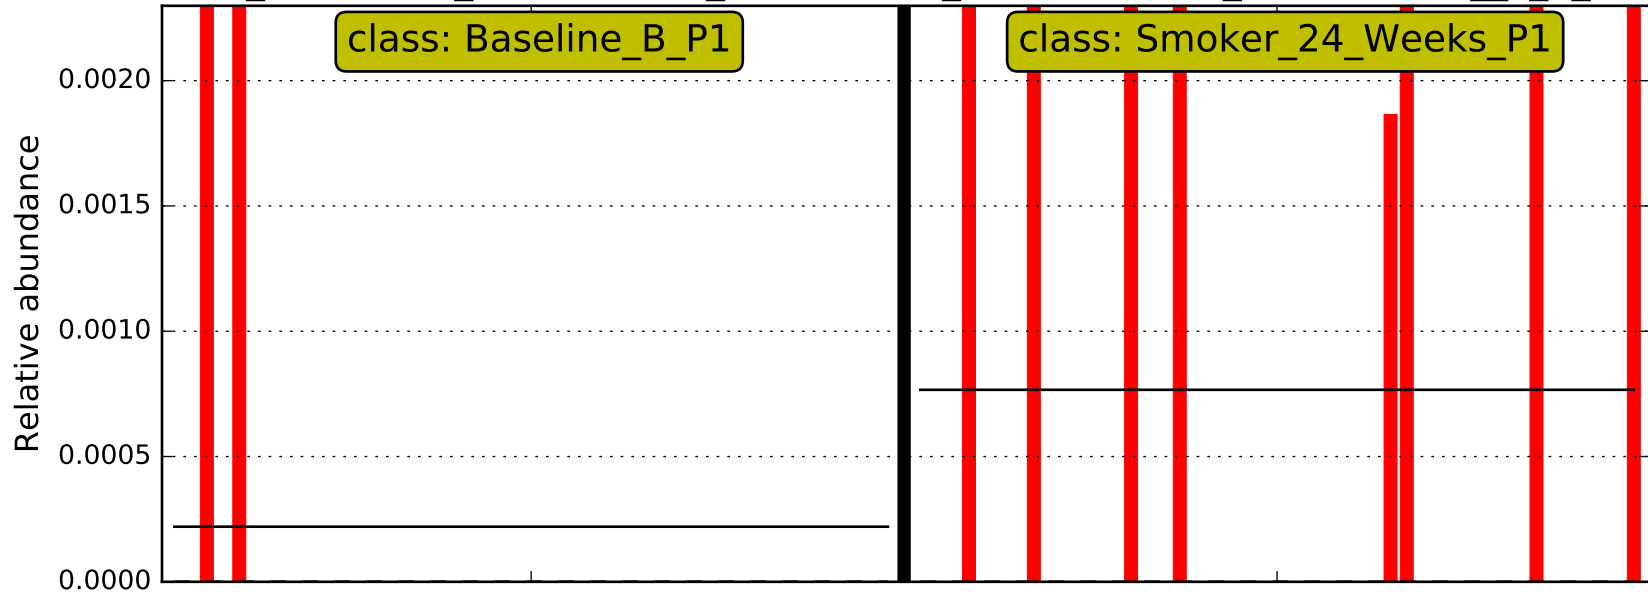 class: Baseline_B_P1
class: Smoker_24_Weeks_P1
Relative abundance
0.0020
0.0015
0.0010
0.0005
0.0000